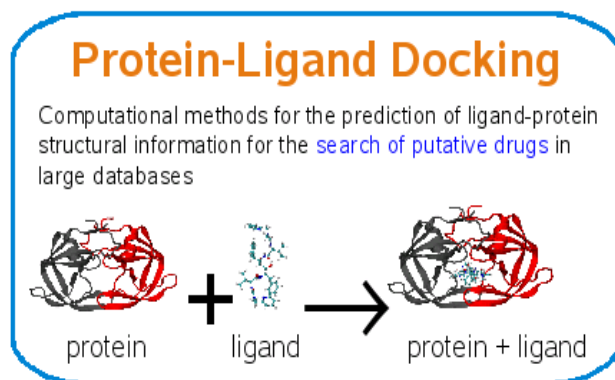 Protein-Ligand Docking
Computational methods for the prediction of ligand-protein
structural information for the search of putative drugs in
large databases
protein
ligand
protein + ligand